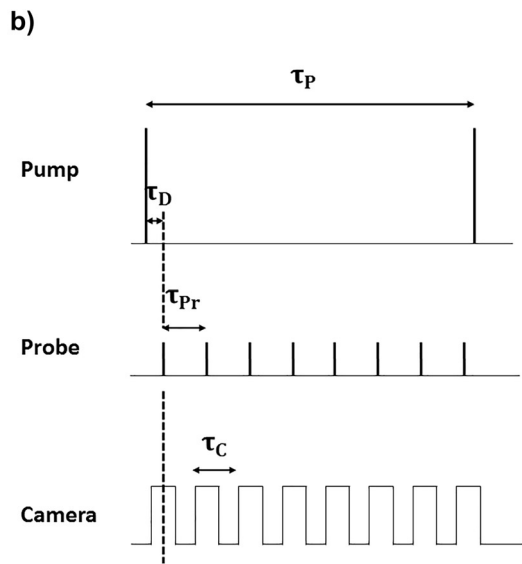 b)
τP
Pump
τD
τPr
Probe
τC
Camera